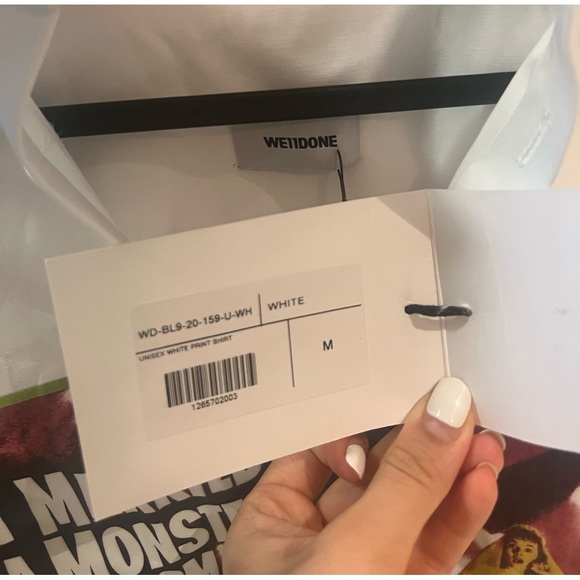 WE11DONE
WD-BL9-20-159-U-WH
WHITE
UNISEX WHITE PRINT SHIRT
M
1265702003
MONST